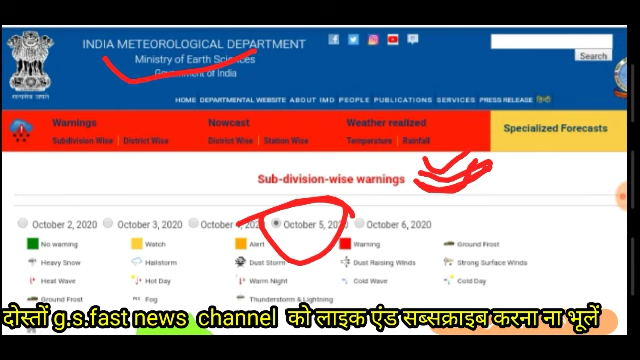 INDIA METEOROLOGICAL DEPARTMENT
Ministry of Earth Sciences
Government of India
सत्यमेव जयते
Search
HOME DEPARTMENTAL WEBSITE ABOUT IMD PEOPLE PUBLICATIONS SERVICES PRESS RELEASE हिन्दी
Warnings Nowcast Weather realized Specialized Forecasts
Subdivision Wise District Wise District Wise Station Wise Temperature Rainfall
Sub-division-wise warnings
October 2, 2020 October 3, 2020 October 4, 2020 October 5, 2020 October 6, 2020
No warning Watch Alert Warning Ground Frost
Heavy Snow Hailstorm Dust Storm Dust Raising Winds Strong Surface Winds
Heat Wave Hot Day Warm Night Cold Wave Cold Day
Ground Frost Fog Thunderstorm & Lightning
दोस्तों g.s.fast news channel को लाइक एंड सब्सक्राइब करना ना भूलें